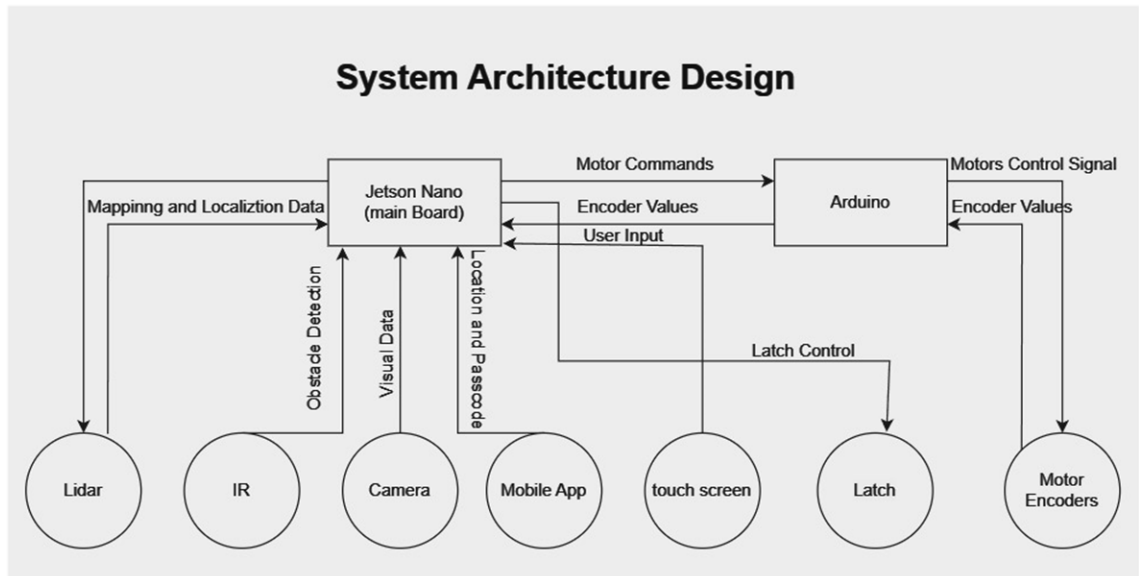 System Architecture Design
Motor Commands
Motors Control Signal
Jetson Nano
(main Board)
Arduino
Mappinng and Localiztion Data
Encoder Values
Encoder Values
User Input
Obstacle Detection
Visual Data
Location and Passcode
Latch Control
Lidar
IR
Camera
Mobile App
touch screen
Latch
Motor
Encoders